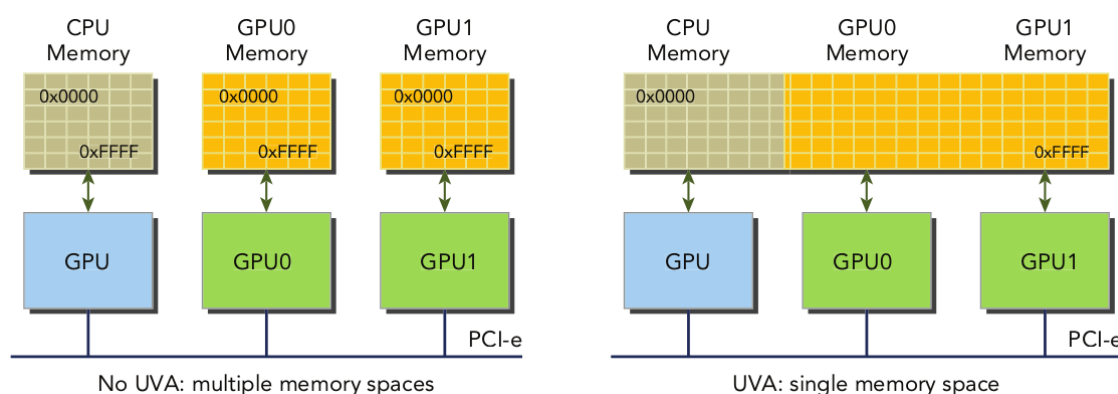 CPU Memory
GPU0 Memory
GPU1 Memory
0x0000
0xFFFF
0x0000
0xFFFF
0x0000
0xFFFF
GPU
GPU0
GPU1
PCI-e
No UVA: multiple memory spaces
CPU Memory
GPU0 Memory
GPU1 Memory
0x0000
0xFFFF
GPU
GPU0
GPU1
PCI-e
UVA: single memory space